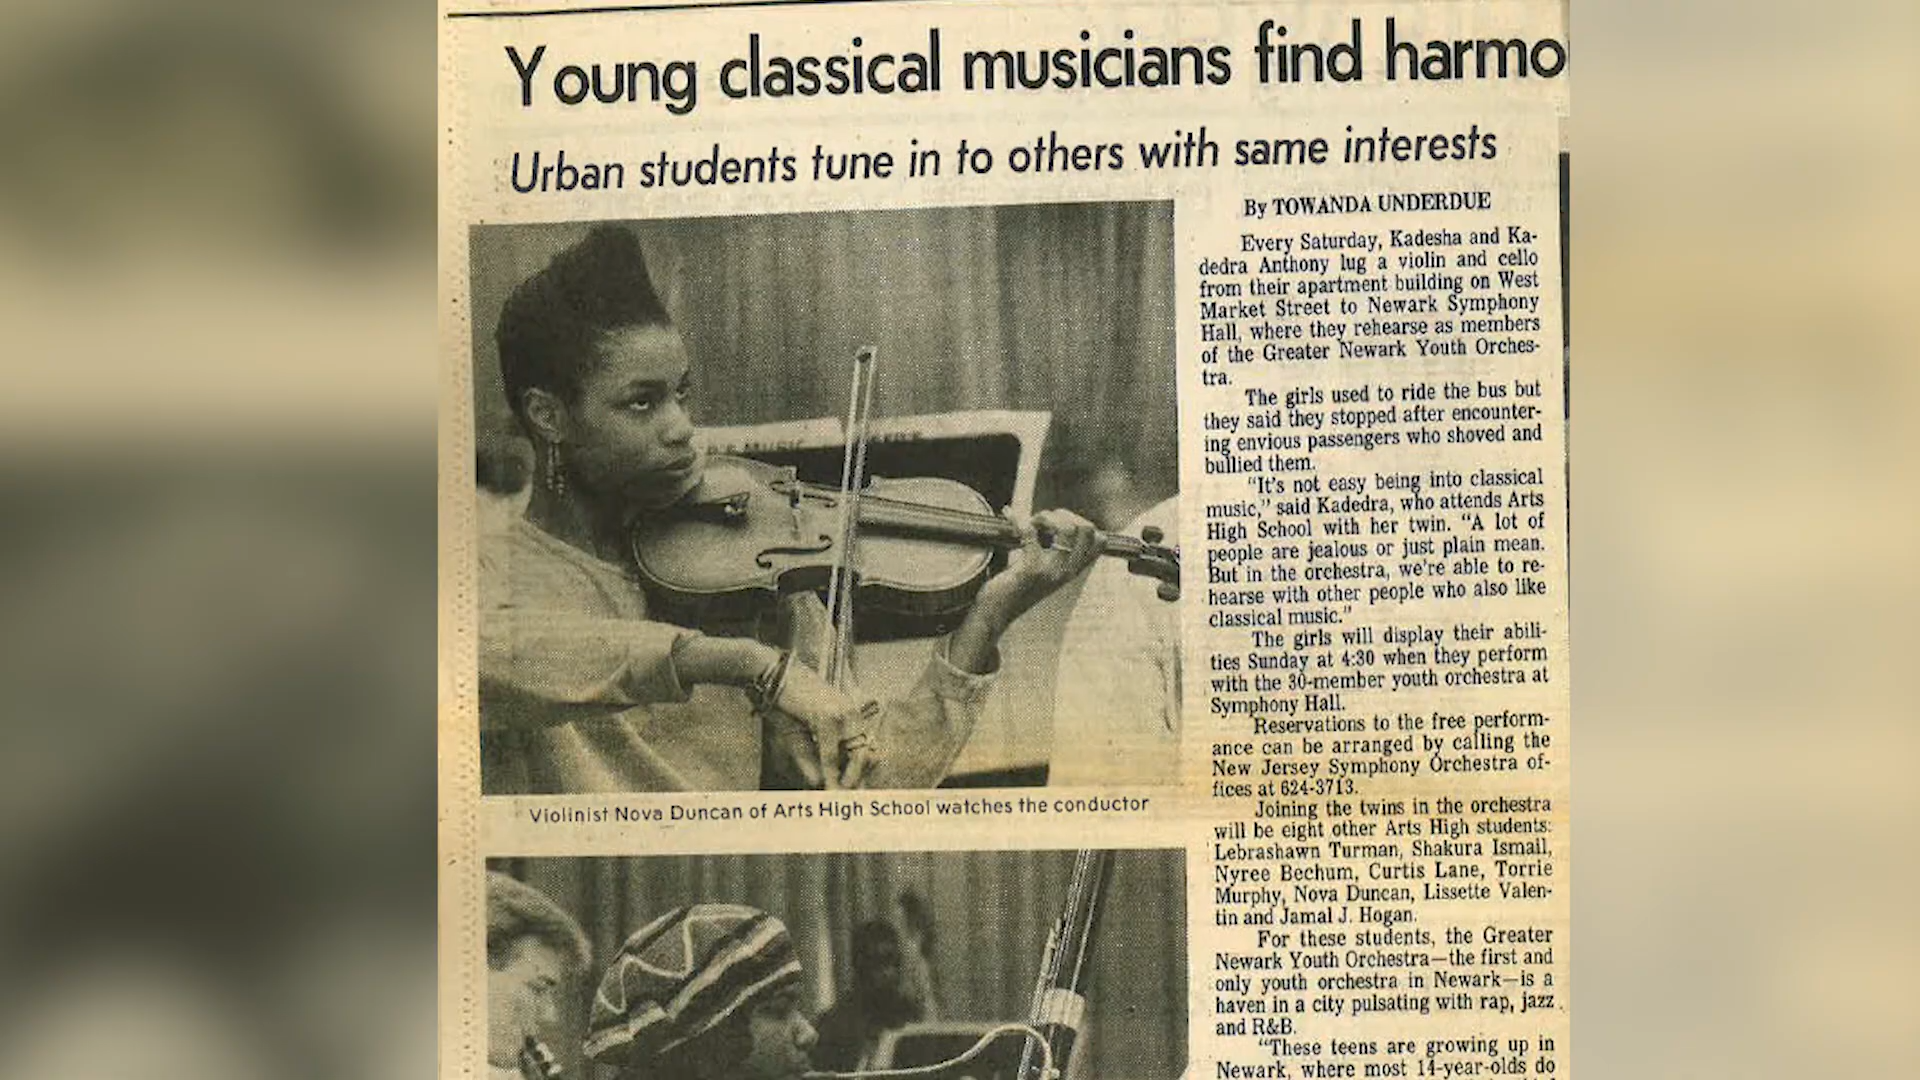 Young classical musicians find harmo
Urban students tune in to others with same interests
By TOWANDA UNDERDUE
Every Saturday, Kadesha and Ka-
dedra Anthony lug a violin and cello
from their apartment building on West
Market Street to Newark Symphony
Hall, where they rehearse as members
of the Greater Newark Youth Orches-
tra.
The girls used to ride the bus but
they said they stopped after encounter-
ing envious passengers who shoved and
bullied them.
"It's not easy being into classical
music," said Kadedra, who attends Arts
High School with her twin. "A lot of
people are jealous or just plain mean.
But in the orchestra, we're able to re-
hearse with other people who also like
classical music."
The girls will display their abili-
ties Sunday at 4:30 when they perform
with the 30-member youth orchestra at
Symphony Hall.
Reservations to the free perform-
ance can be arranged by calling the
New Jersey Symphony Orchestra of-
fices at 624-3713.
Joining the twins in the orchestra
will be eight other Arts High students:
Lebrashawn Turman, Shakura Ismail,
Nyree Bechum, Curtis Lane, Torrie
Murphy, Nova Duncan, Lissette Valen-
tin and Jamal J. Hogan.
For these students, the Greater
Newark Youth Orchestra—the first and
only youth orchestra in Newark—is a
haven in a city pulsating with rap, jazz
and R&B.
"These teens are growing up in
Newark, where most 14-year-olds do
MUSIC
Violinist Nova Duncan of Arts High School watches the conductor